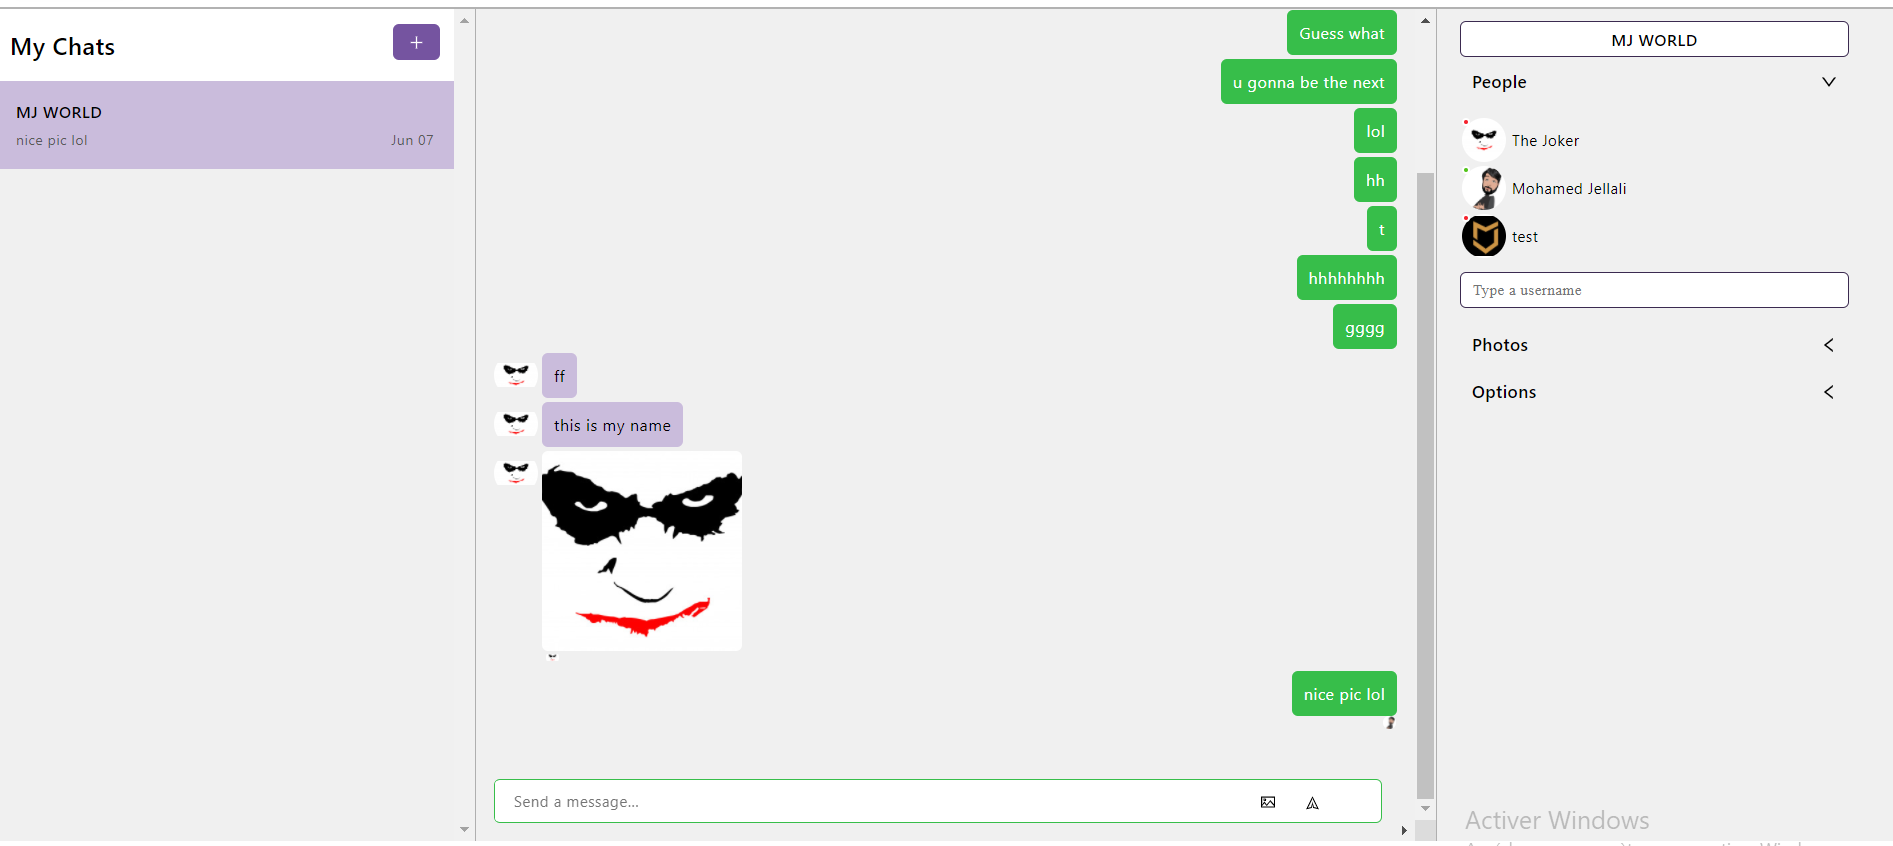 My Chats
MJ WORLD
nice pic lol
Jun 07
Guess what
u gonna be the next
lol
hh
t
hhhhhhhh
gggg
ff
this is my name
nice pic lol
Send a message...
MJ WORLD
People
The Joker
Mohamed Jellali
test
Type a username
Photos
Options
Activer Windows